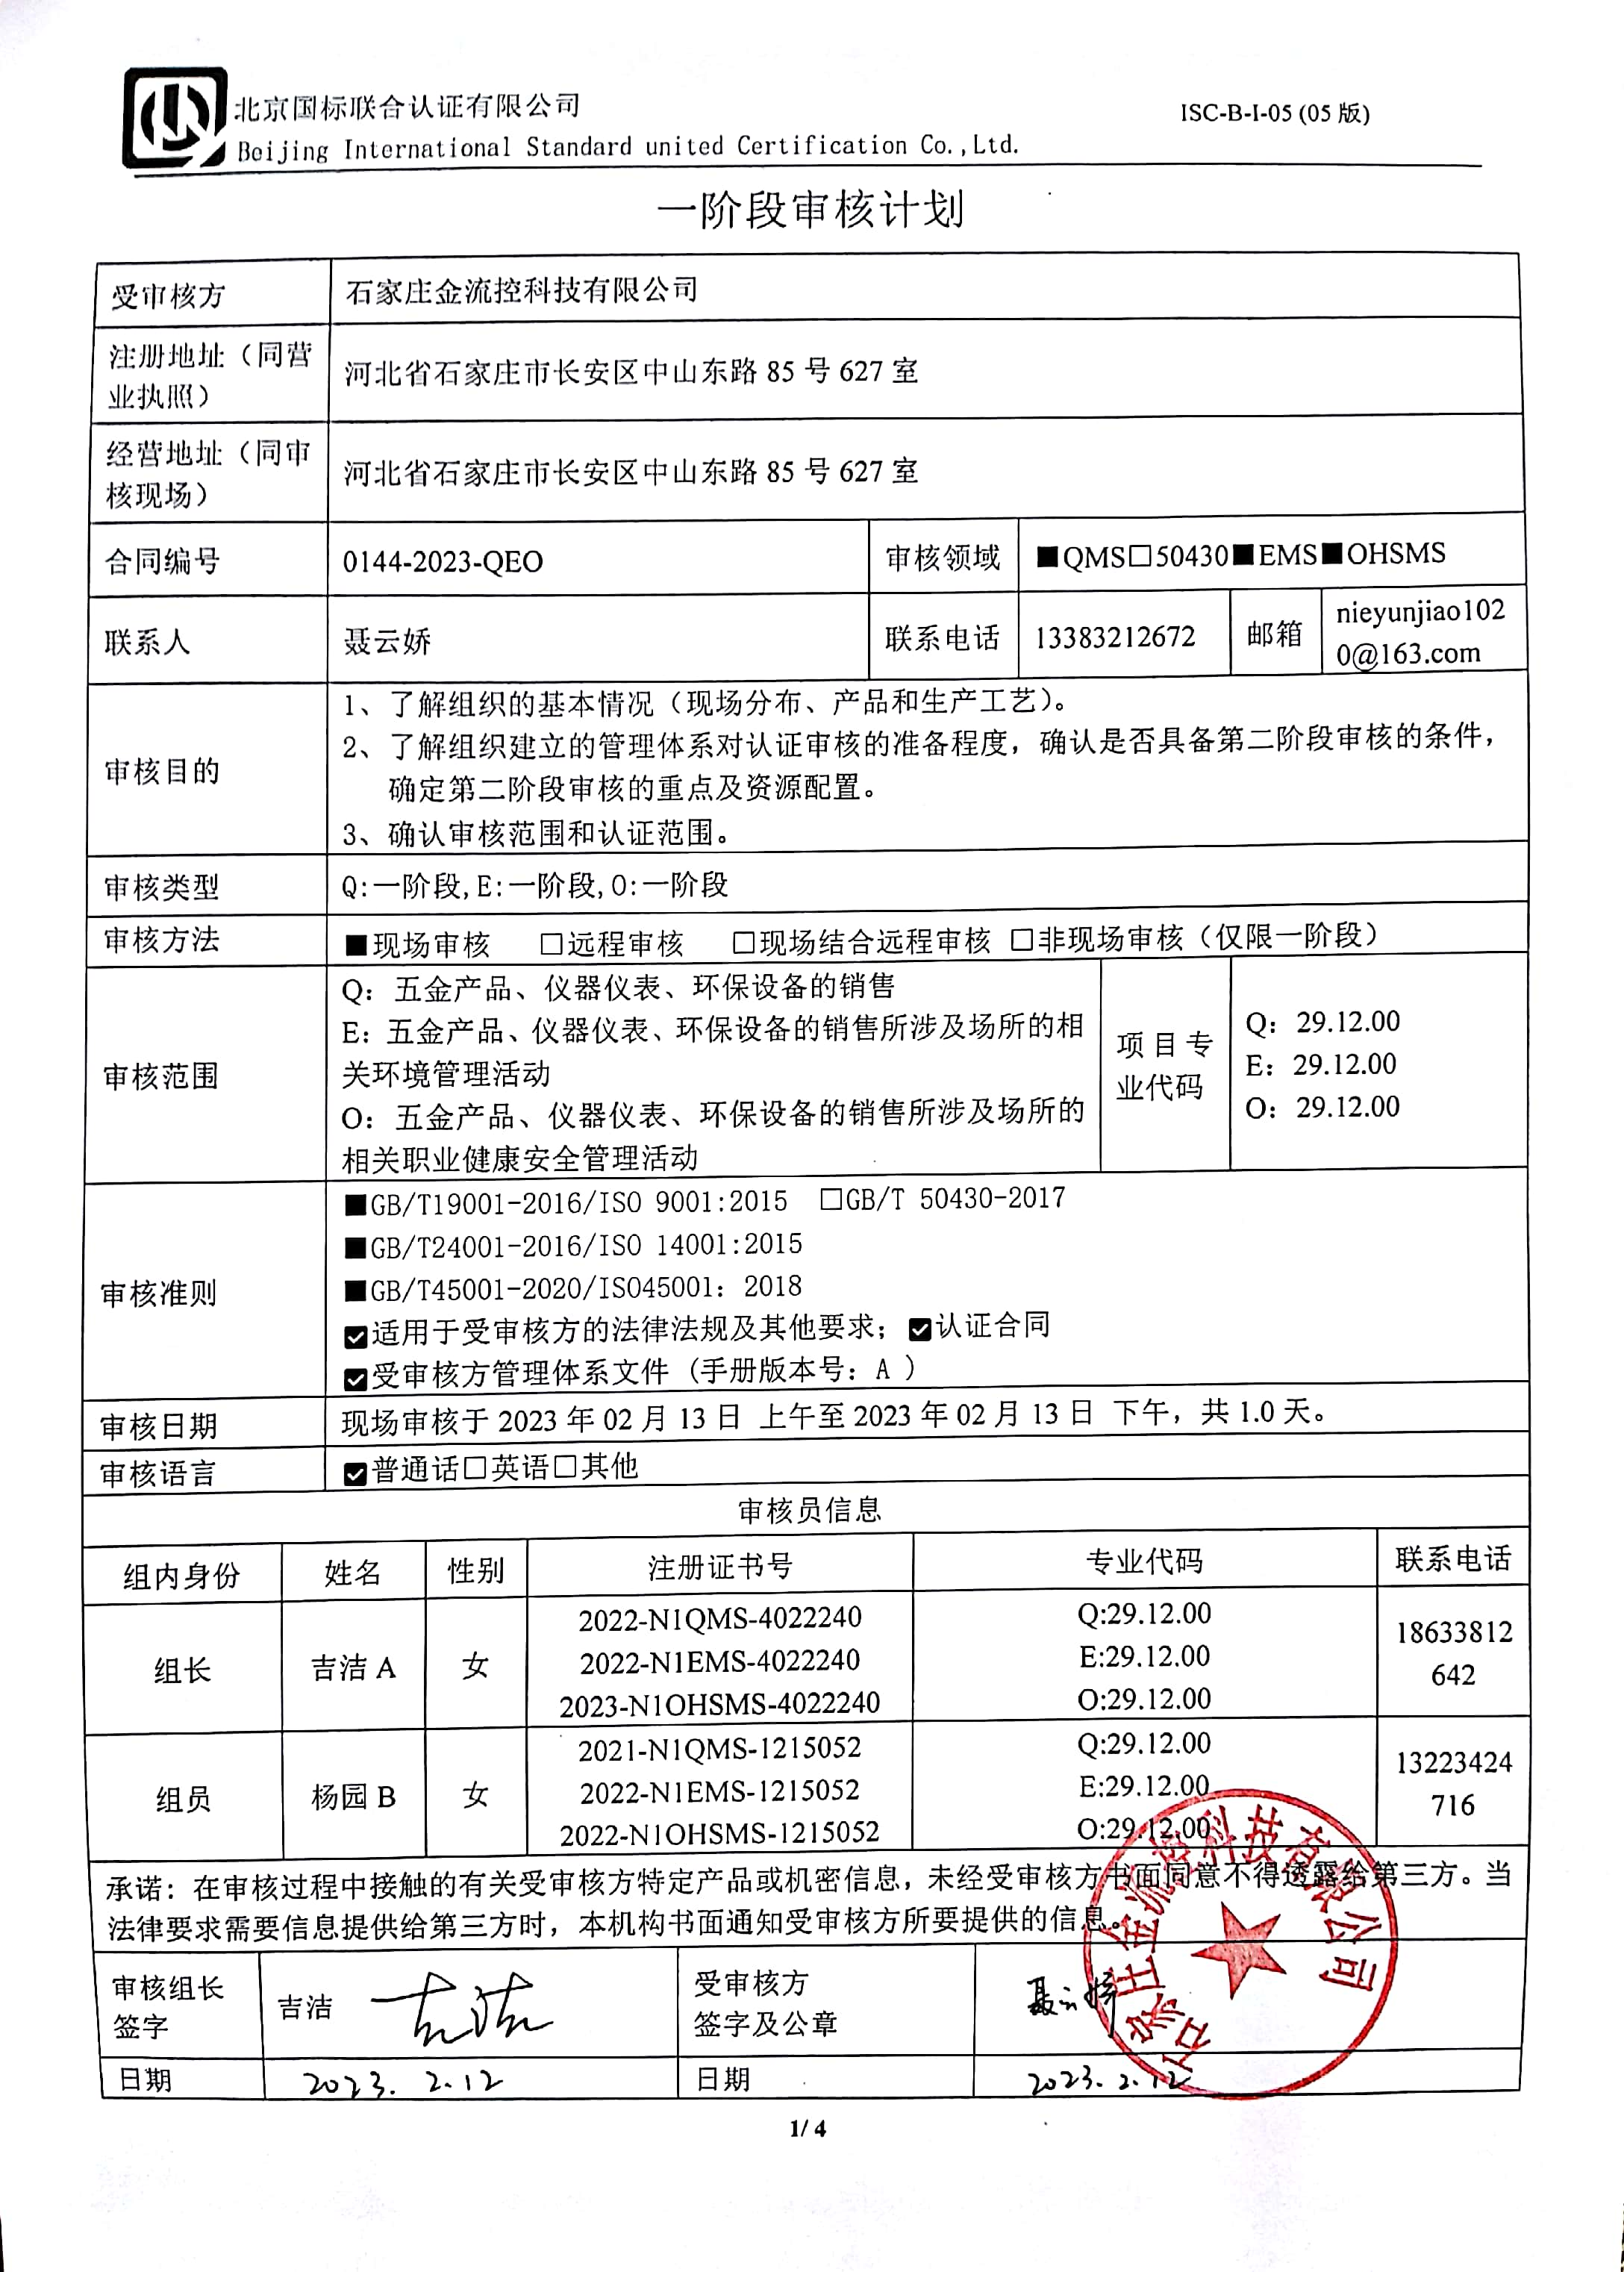 北京国标联合认证有限公司
ISC-B-I-05 (05 版)
Beijing International Standard united Certification Co.,Ltd.
一阶段审核计划
受审核方
石家庄金流控科技有限公司
注册地址（同营
业执照）
河北省石家庄市长安区中山东路 85 号 627 室
经营地址（同审
核现场）
河北省石家庄市长安区中山东路 85 号 627 室
合同编号
0144-2023-QEO
审核领域
■QMS□50430■EMS■OHSMS
联系人
聂云娇
联系电话
13383212672
邮箱
nieyunjiao102
0@163.com
审核目的
1、了解组织的基本情况（现场分布、产品和生产工艺）。
2、了解组织建立的管理体系对认证审核的准备程度，确认是否具备第二阶段审核的条件，
确定第二阶段审核的重点及资源配置。
3、确认审核范围和认证范围。
审核类型
Q:一阶段,E:一阶段,O:一阶段
审核方法
■现场审核 □远程审核 □现场结合远程审核 □非现场审核（仅限一阶段）
审核范围
Q：五金产品、仪器仪表、环保设备的销售
E：五金产品、仪器仪表、环保设备的销售所涉及场所的相
关环境管理活动
O：五金产品、仪器仪表、环保设备的销售所涉及场所的
相关职业健康安全管理活动
项目专
业代码
Q：29.12.00
E：29.12.00
O：29.12.00
审核准则
■GB/T19001-2016/ISO 9001:2015 □GB/T 50430-2017
■GB/T24001-2016/ISO 14001:2015
■GB/T45001-2020/ISO45001：2018
☑适用于受审核方的法律法规及其他要求；☑认证合同
☑受审核方管理体系文件（手册版本号：A ）
审核日期
现场审核于 2023 年 02 月 13 日 上午至 2023 年 02 月 13 日 下午，共 1.0 天。
审核语言
☑普通话□英语□其他
审核员信息
组内身份
姓名
性别
注册证书号
专业代码
联系电话
组长
吉洁 A
女
2022-N1QMS-4022240
2022-N1EMS-4022240
2023-N1OHSMS-4022240
Q:29.12.00
E:29.12.00
O:29.12.00
18633812
642
组员
杨园 B
女
2021-N1QMS-1215052
2022-N1EMS-1215052
2022-N1OHSMS-1215052
Q:29.12.00
E:29.12.00
O:29.12.00
13223424
716
承诺：在审核过程中接触的有关受审核方特定产品或机密信息，未经受审核方书面同意不得透露给第三方。当
法律要求需要信息提供给第三方时，本机构书面通知受审核方所要提供的信息。
审核组长
签字
吉洁
吉洁
受审核方
签字及公章
聂云娇
石家庄金流控科技有限公司
日期
2023. 2.12
日期
2023. 2. 12
1/ 4